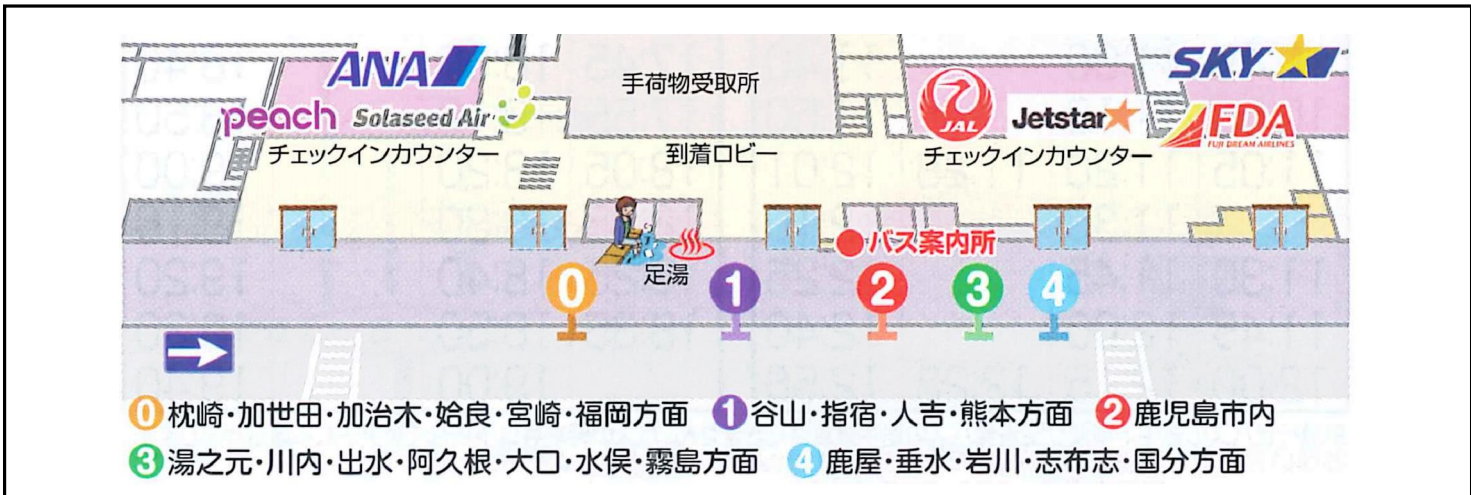 ANA
peach Solaseed Air
チェックインカウンター
手荷物受取所
到着ロビー
JAL
Jetstar
チェックインカウンター
SKY
FDA
FUJI DREAM AIRLINES
足湯
●バス案内所
0
1
2
3
4
0枕崎・加世田・加治木・姶良・宮崎・福岡方面 1谷山・指宿・人吉・熊本方面 2鹿児島市内
3湯之元・川内・出水・阿久根・大口・水俣・霧島方面 4鹿屋・垂水・岩川・志布志・国分方面